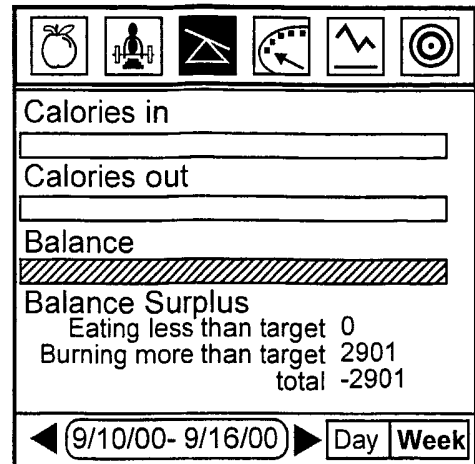 Calories in
Calories out
Balance
Balance Surplus
Eating less than target 0
Burning more than target 2901
total -2901
9/10/00- 9/16/00 Day Week